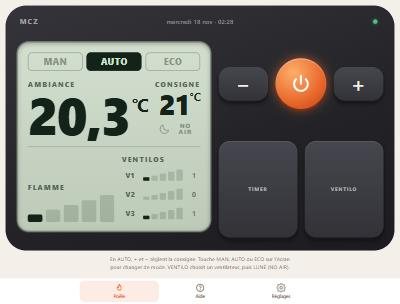 MCZ
mercredi 18 nov · 02:28
MAN AUTO ECO
AMBIANCE
CONSIGNE
20,3°C
21°C
NO AIR
VENTILOS
V1 1
V2 0
V3 1
FLAMME
− +
TIMER
VENTILO
En AUTO, + et − règlent la consigne. Touche MAN, AUTO ou ECO sur l'écran
pour changer de mode. VENTILO choisit un ventilateur, puis LUNE (NO AIR).
Poêle
Aide
Réglages